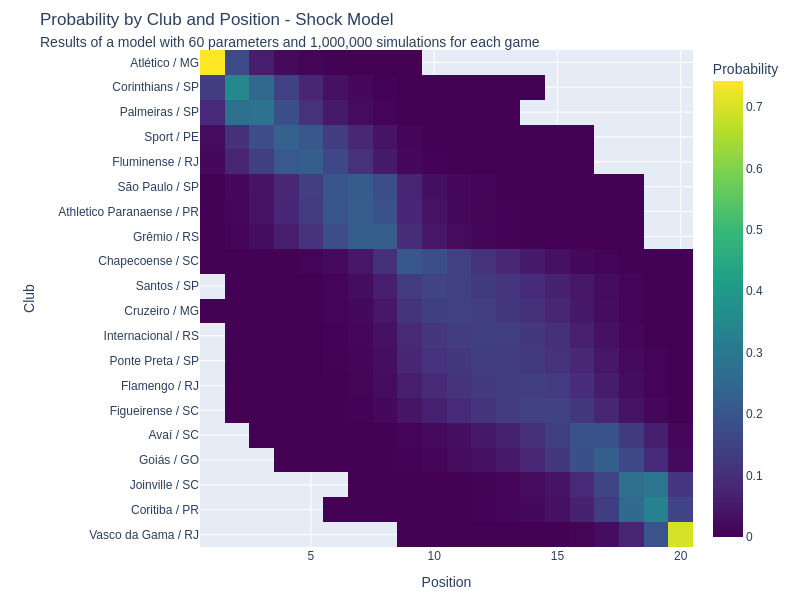 Probability by Club and Position - Shock Model
Results of a model with 60 parameters and 1,000,000 simulations for each game
Probability
Club
Atlético / MG
Corinthians / SP
Palmeiras / SP
Sport / PE
Fluminense / RJ
São Paulo / SP
Athletico Paranaense / PR
Grêmio / RS
Chapecoense / SC
Santos / SP
Cruzeiro / MG
Internacional / RS
Ponte Preta / SP
Flamengo / RJ
Figueirense / SC
Avaí / SC
Goiás / GO
Joinville / SC
Coritiba / PR
Vasco da Gama / RJ
5 10 15 20
Position
0.7
0.6
0.5
0.4
0.3
0.2
0.1
0